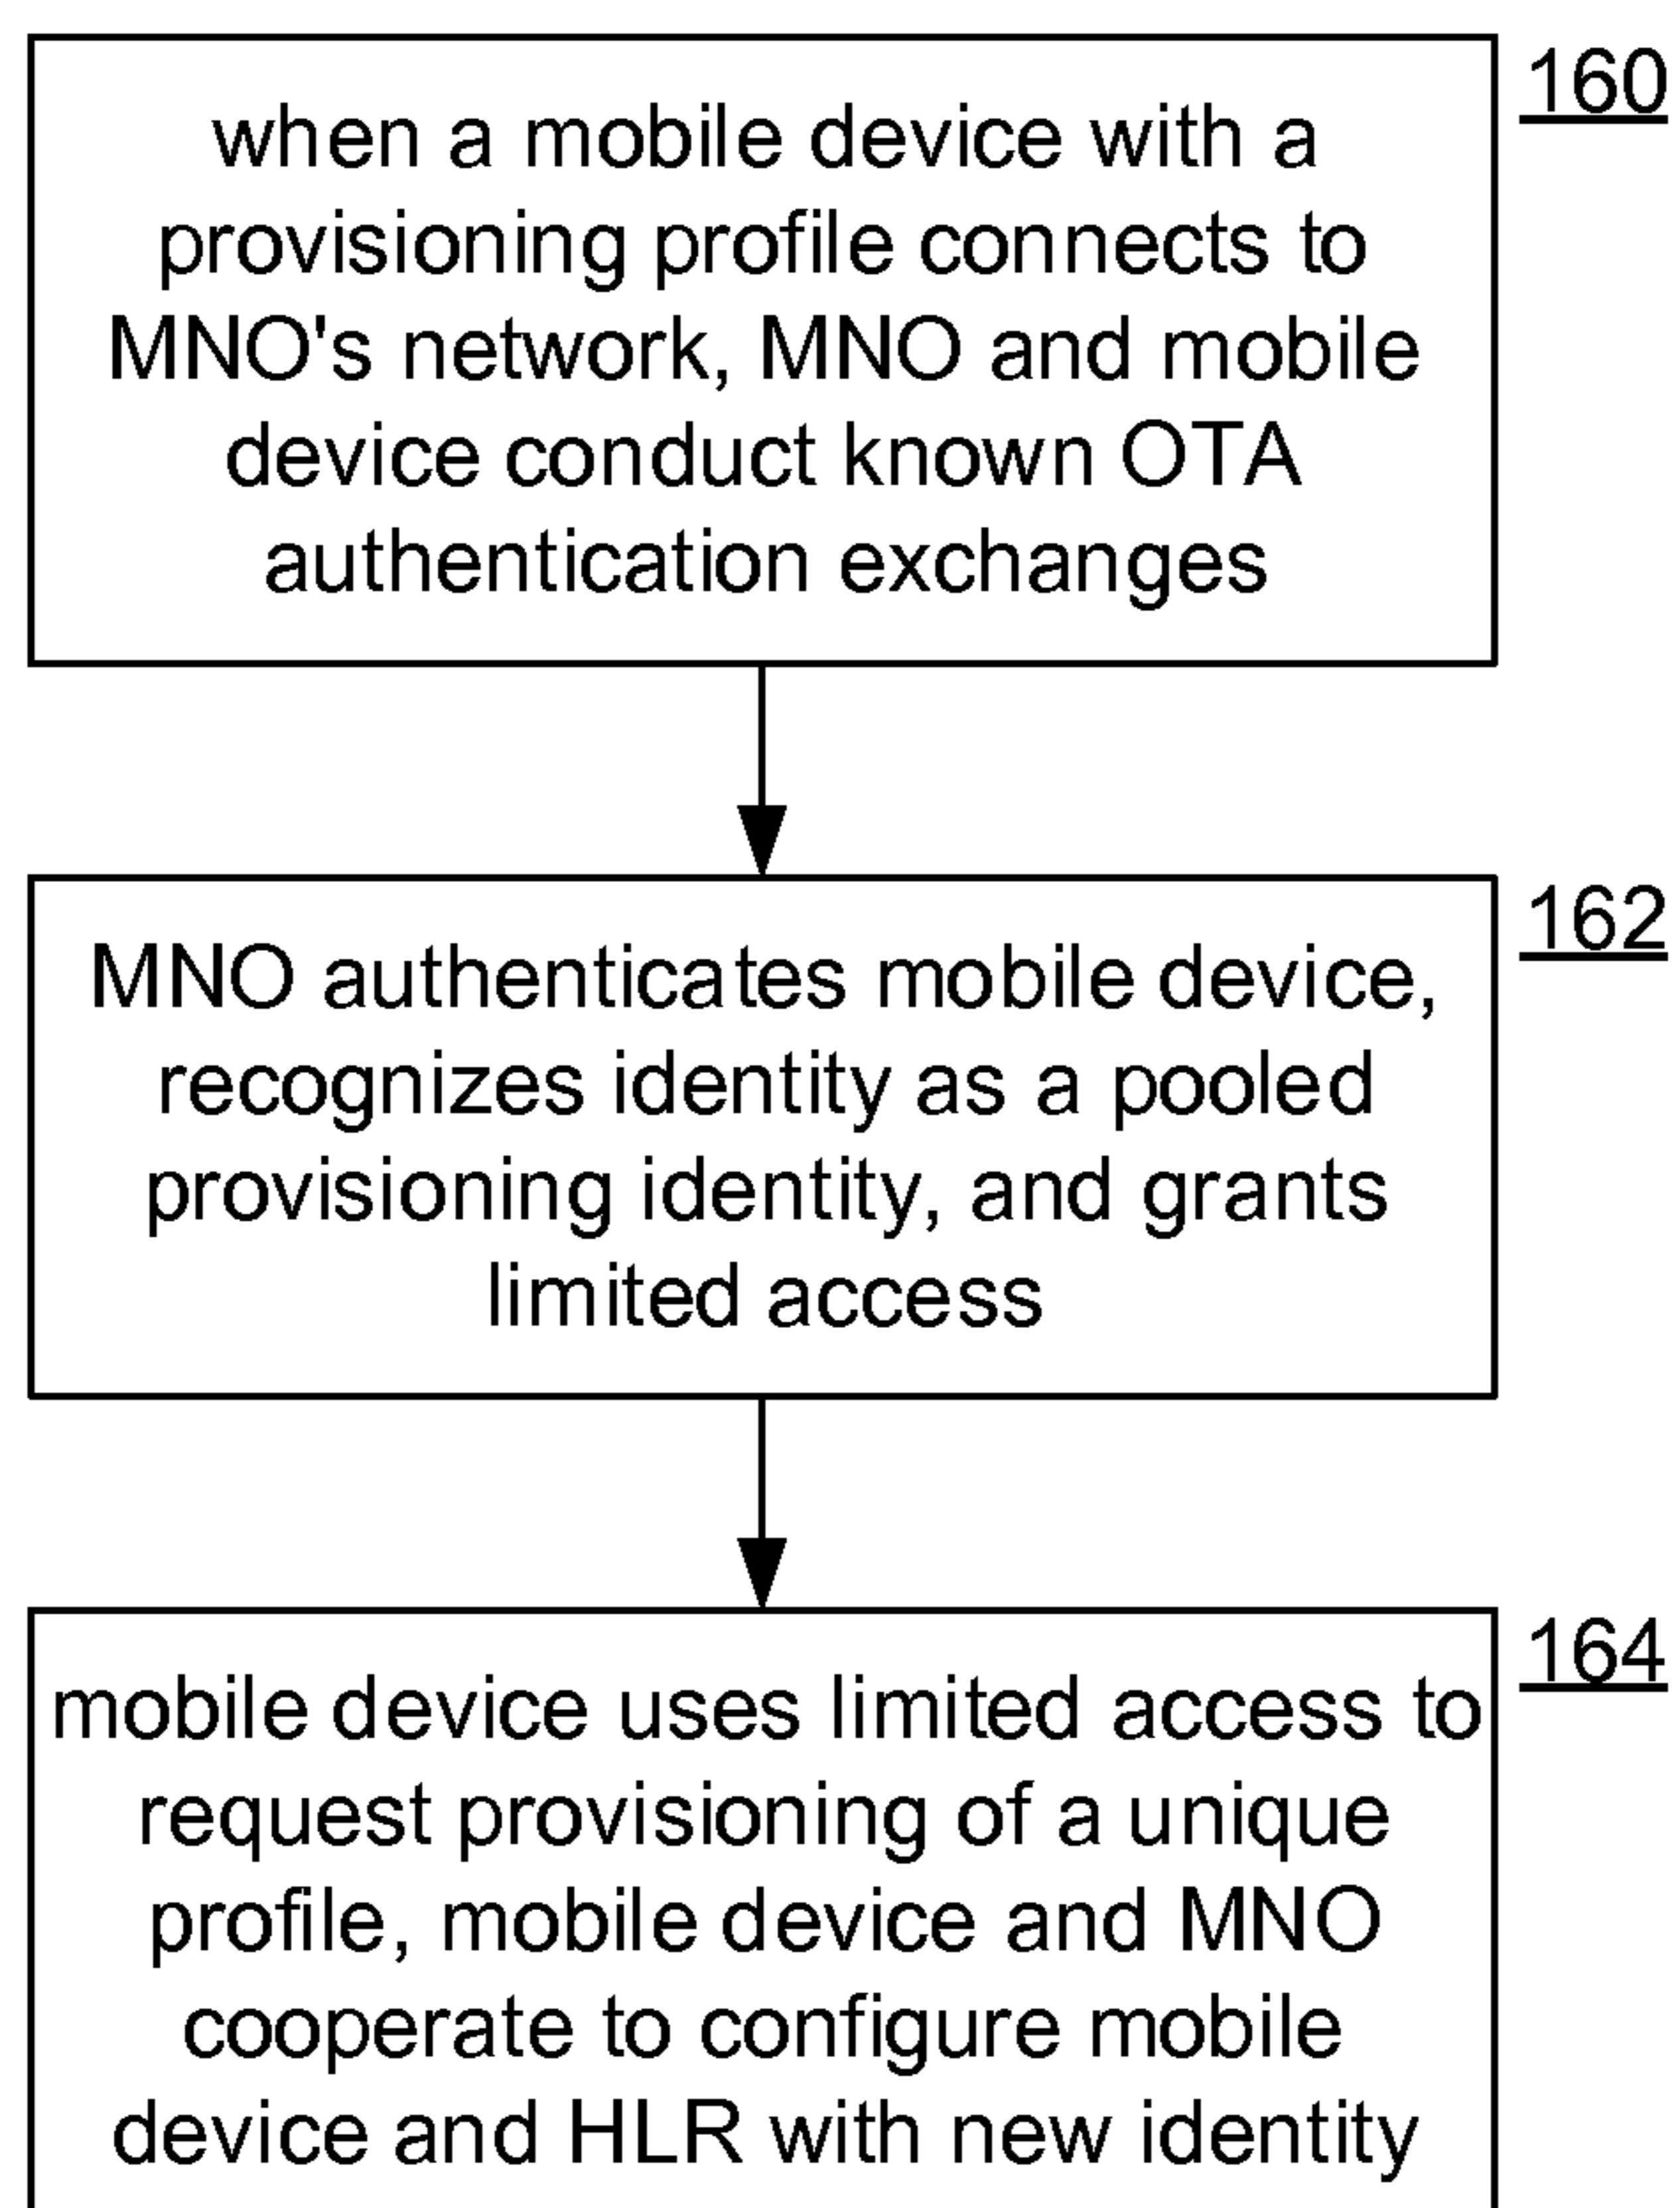 160
when a mobile device with a
provisioning profile connects to
MNO's network, MNO and mobile
device conduct known OTA
authentication exchanges
162
MNO authenticates mobile device,
recognizes identity as a pooled
provisioning identity, and grants
limited access
164
mobile device uses limited access to
request provisioning of a unique
profile, mobile device and MNO
cooperate to configure mobile
device and HLR with new identity